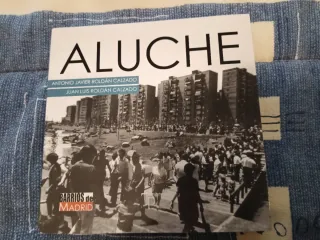 ALUCHE
ANTONIO JAVIER ROLDÁN CALZADO
JUAN LUIS ROLDÁN CALZADO
BARRIOS de
MADRID